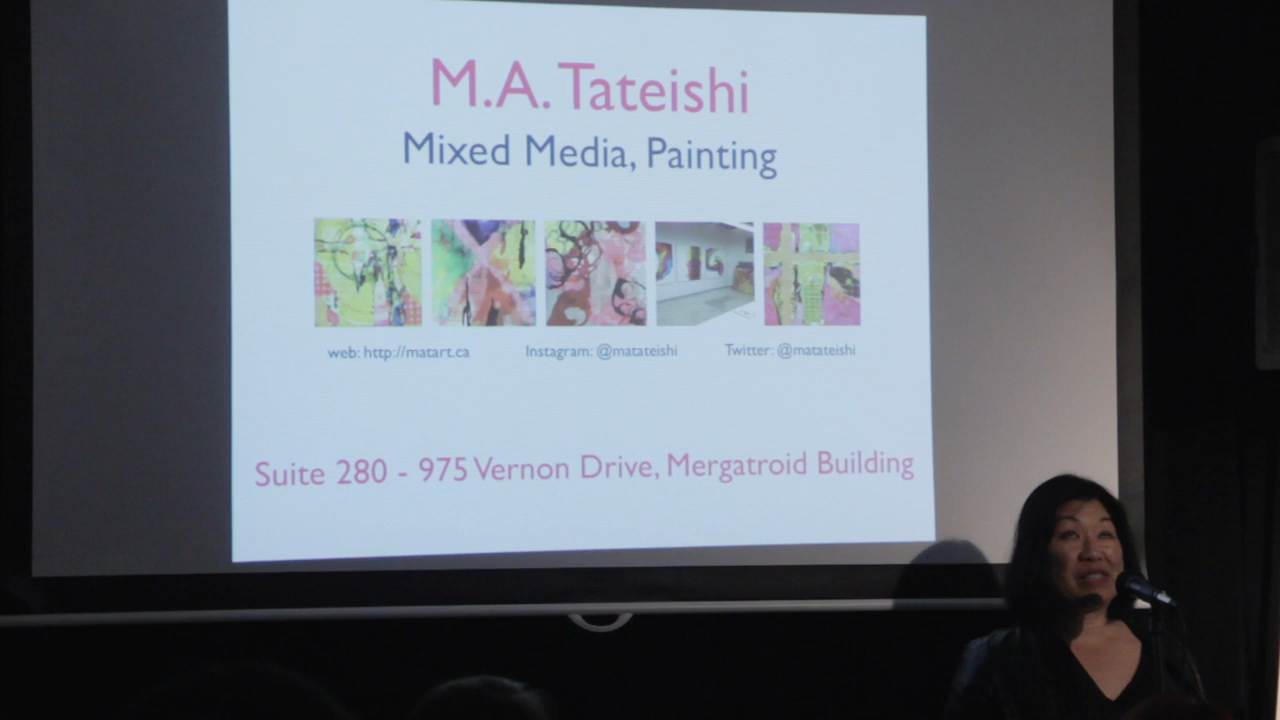 M.A. Tateishi
Mixed Media, Painting
web: http://matart.ca Instagram: @matateishi Twitter: @matateishi
Suite 280 - 975 Vernon Drive, Mergatroid Building